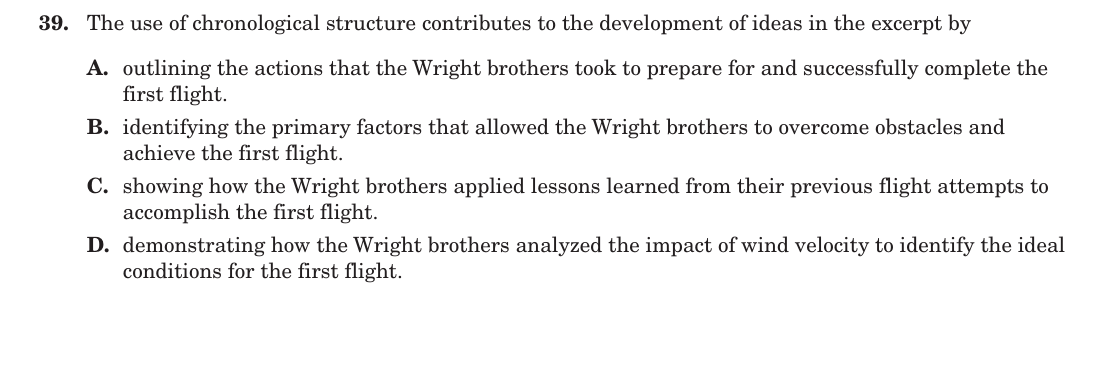 39. The use of chronological structure contributes to the development of ideas in the excerpt by
A. outlining the actions that the Wright brothers took to prepare for and successfully complete the
first flight.
B. identifying the primary factors that allowed the Wright brothers to overcome obstacles and
achieve the first flight.
C. showing how the Wright brothers applied lessons learned from their previous flight attempts to
accomplish the first flight.
D. demonstrating how the Wright brothers analyzed the impact of wind velocity to identify the ideal
conditions for the first flight.